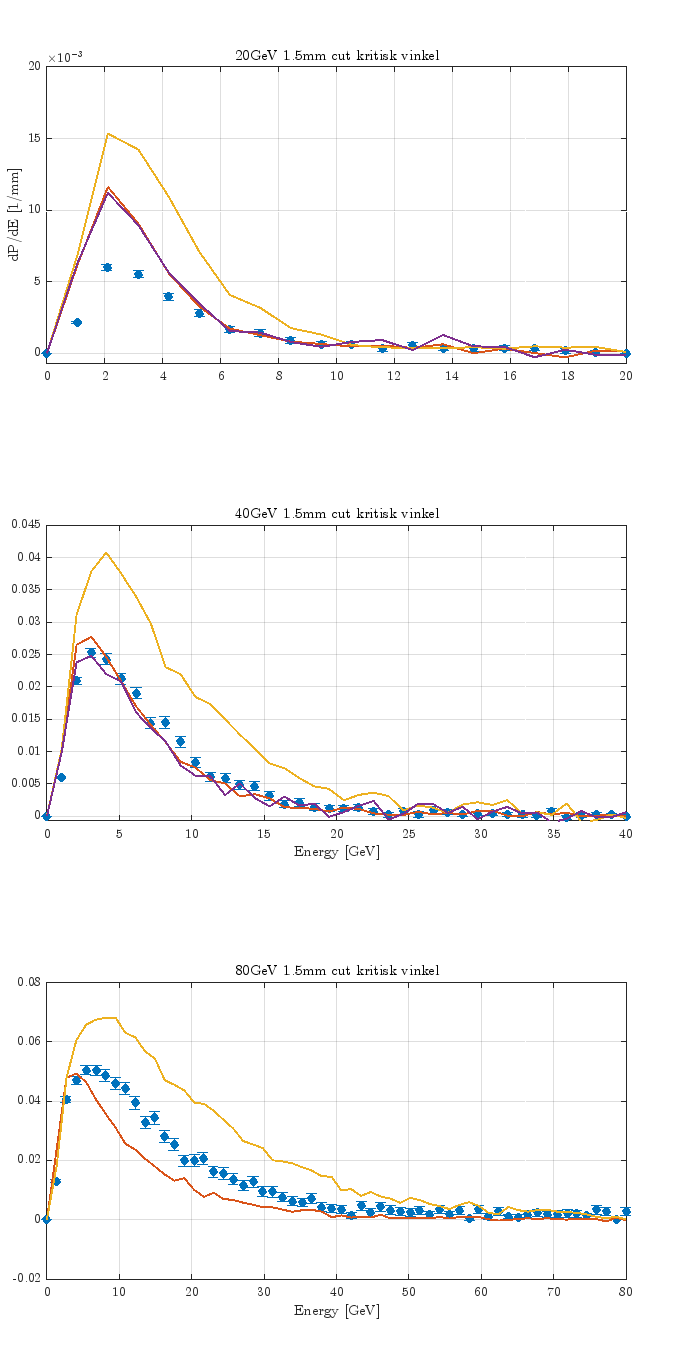 ×10⁻³
20GeV 1.5mm cut kritisk vinkel
20
15
10
5
0
dP/dE [1/mm]
0 2 4 6 8 10 12 14 16 18 20
40GeV 1.5mm cut kritisk vinkel
0.045
0.04
0.035
0.03
0.025
0.02
0.015
0.01
0.005
0
0 5 10 15 20 25 30 35 40
Energy [GeV]
80GeV 1.5mm cut kritisk vinkel
0.08
0.06
0.04
0.02
0
-0.02
0 10 20 30 40 50 60 70 80
Energy [GeV]